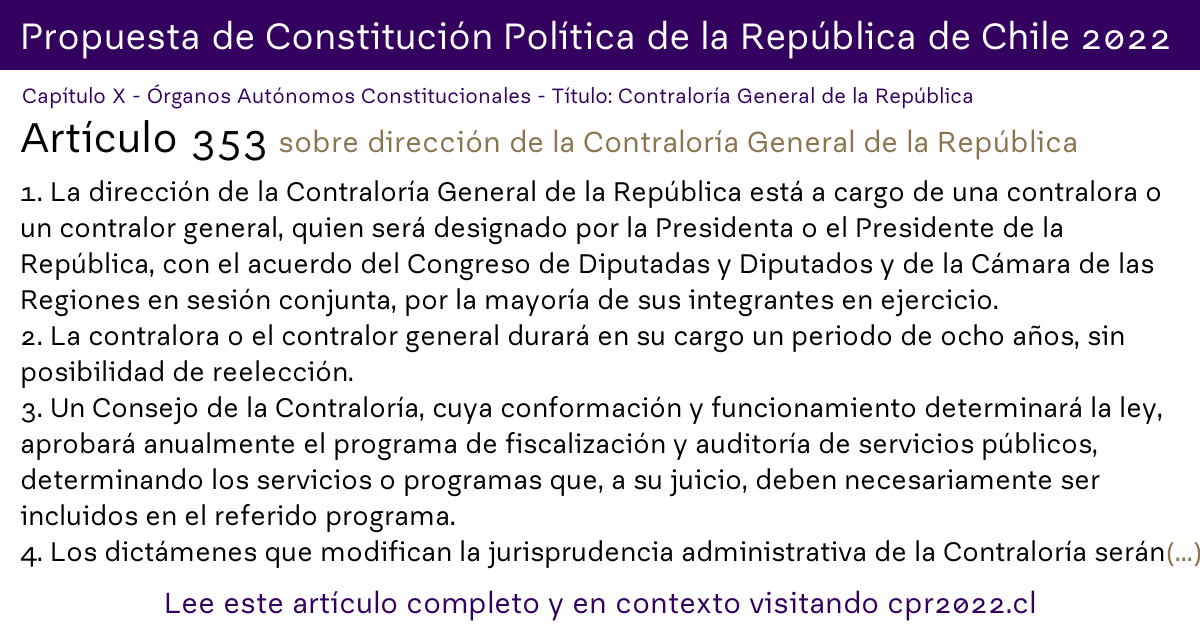 Propuesta de Constitución Política de la República de Chile 2022
Capítulo X - Órganos Autónomos Constitucionales - Título: Contraloría General de la República
Artículo 353 sobre dirección de la Contraloría General de la República
1. La dirección de la Contraloría General de la República está a cargo de una contralora o
un contralor general, quien será designado por la Presidenta o el Presidente de la
República, con el acuerdo del Congreso de Diputadas y Diputados y de la Cámara de las
Regiones en sesión conjunta, por la mayoría de sus integrantes en ejercicio.
2. La contralora o el contralor general durará en su cargo un periodo de ocho años, sin
posibilidad de reelección.
3. Un Consejo de la Contraloría, cuya conformación y funcionamiento determinará la ley,
aprobará anualmente el programa de fiscalización y auditoría de servicios públicos,
determinando los servicios o programas que, a su juicio, deben necesariamente ser
incluidos en el referido programa.
4. Los dictámenes que modifican la jurisprudencia administrativa de la Contraloría serán(...)
Lee este artículo completo y en contexto visitando cpr2022.cl